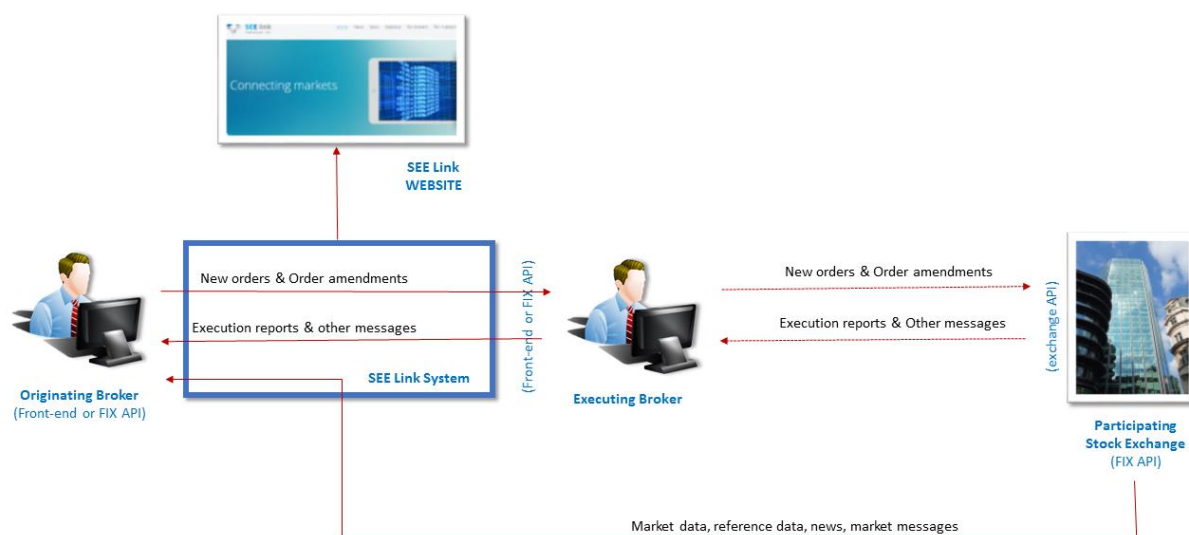 SEE link
Connecting markets
SEE Link
WEBSITE
New orders & Order amendments
Execution reports & other messages
SEE Link System
Originating Broker
(Front-end or FIX API)
(Front-end or FIX API)
Executing Broker
New orders & Order amendments
Execution reports & Other messages
(exchange API)
Participating
Stock Exchange
(FIX API)
Market data, reference data, news, market messages